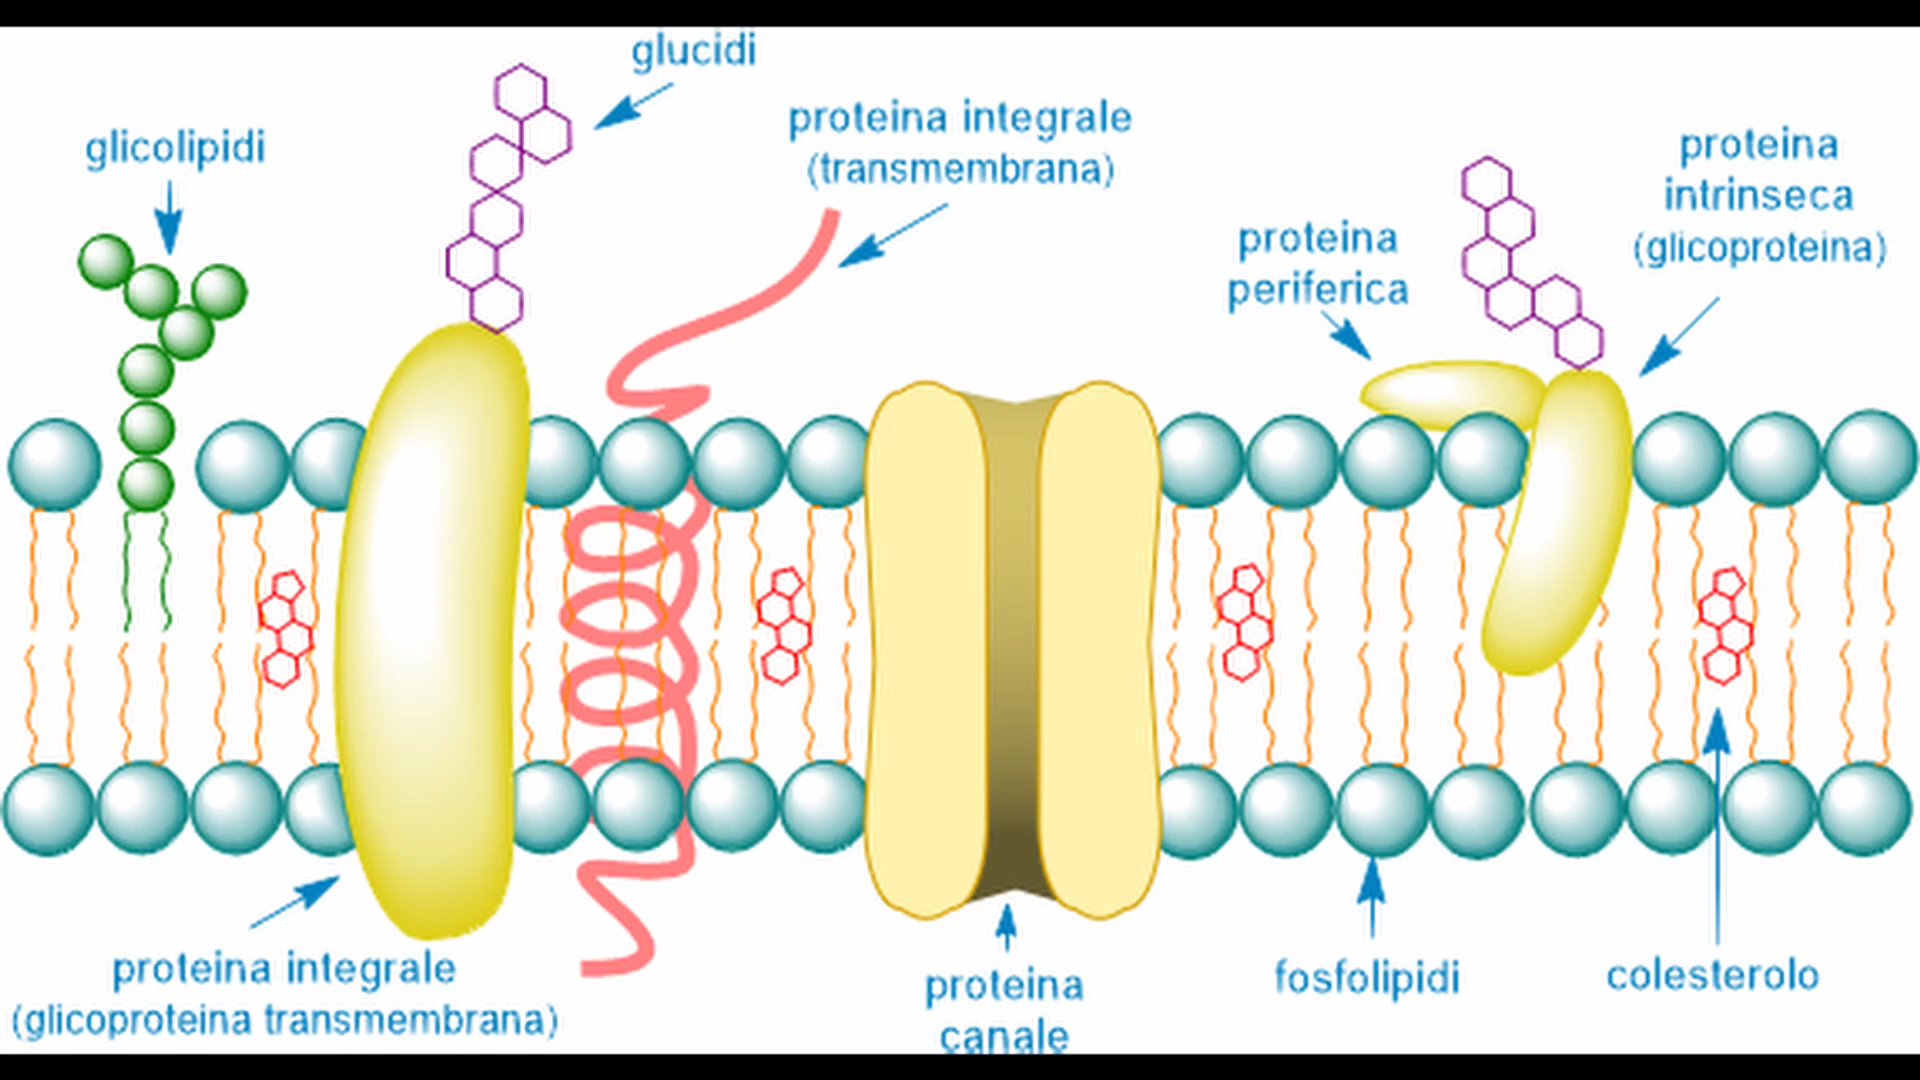 glucidi
proteina integrale
(transmembrana)
glicolipidi
proteina
intrinseca
(glicoproteina)
proteina
periferica
proteina integrale
(glicoproteina transmembrana)
proteina
canale
fosfolipidi
colesterolo